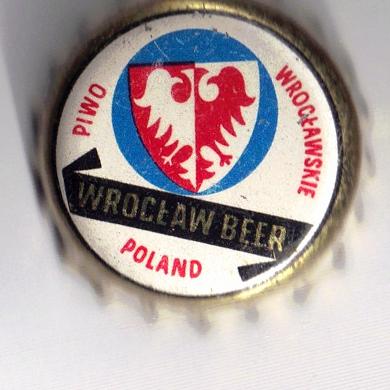 PIWO
WROCŁAWSKIE
WROCŁAW BEER
POLAND